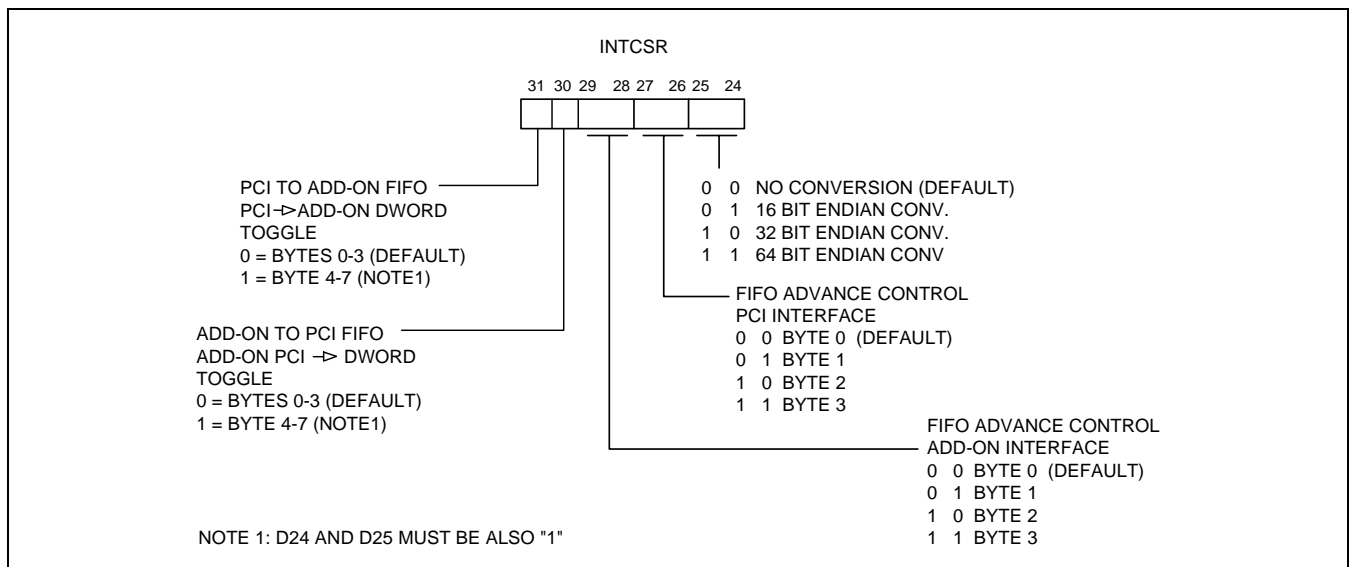 INTCSR
31 30 29 28 27 26 25 24
PCI TO ADD-ON FIFO
PCI→ADD-ON DWORD
TOGGLE
0 = BYTES 0-3 (DEFAULT)
1 = BYTE 4-7 (NOTE1)
0 0 NO CONVERSION (DEFAULT)
0 1 16 BIT ENDIAN CONV.
1 0 32 BIT ENDIAN CONV.
1 1 64 BIT ENDIAN CONV
FIFO ADVANCE CONTROL
PCI INTERFACE
0 0 BYTE 0 (DEFAULT)
0 1 BYTE 1
1 0 BYTE 2
1 1 BYTE 3
ADD-ON TO PCI FIFO
ADD-ON PCI → DWORD
TOGGLE
0 = BYTES 0-3 (DEFAULT)
1 = BYTE 4-7 (NOTE1)
FIFO ADVANCE CONTROL
ADD-ON INTERFACE
0 0 BYTE 0 (DEFAULT)
0 1 BYTE 1
1 0 BYTE 2
1 1 BYTE 3
NOTE 1: D24 AND D25 MUST BE ALSO "1"